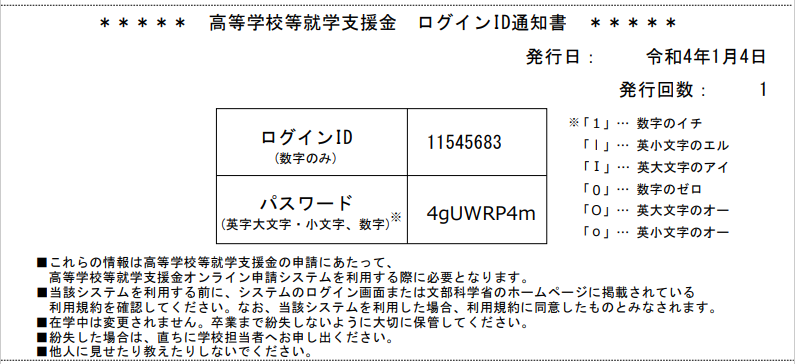 ＊＊＊＊＊　高等学校等就学支援金　ログインID通知書　＊＊＊＊＊
発行日：　令和4年1月4日
発行回数：　1
ログインID
(数字のみ)
11545683
パスワード
(英字大文字・小文字、数字)※
4gUWRP4m
※「1」… 数字のイチ
「l」… 英小文字のエル
「I」… 英大文字のアイ
「0」… 数字のゼロ
「O」… 英大文字のオー
「o」… 英小文字のオー
■これらの情報は高等学校等就学支援金の申請にあたって、
高等学校等就学支援金オンライン申請システムを利用する際に必要となります。
■当該システムを利用する前に、システムのログイン画面または文部科学省のホームページに掲載されている
利用規約を確認してください。なお、当該システムを利用した場合、利用規約に同意したものとみなされます。
■在学中は変更されません。卒業まで紛失しないように大切に保管してください。
■紛失した場合は、直ちに学校担当者へお申し出ください。
■他人に見せたり教えたりしないでください。